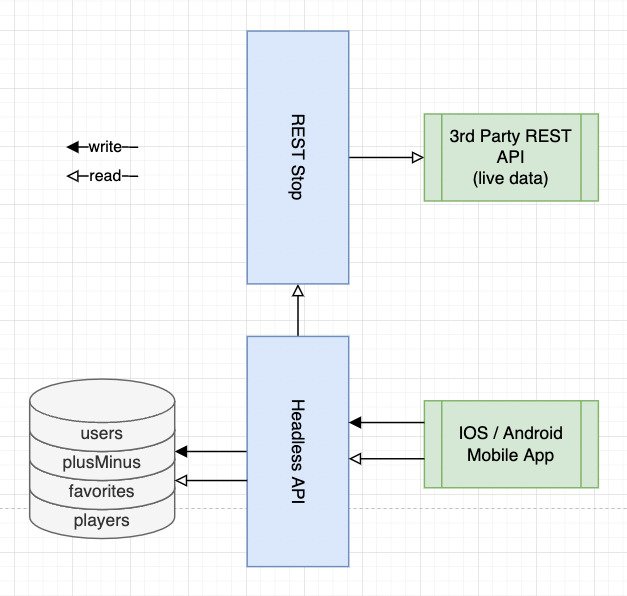 REST Stop
3rd Party REST
API
(live data)
write
read
Headless API
users
plusMinus
favorites
players
IOS / Android
Mobile App